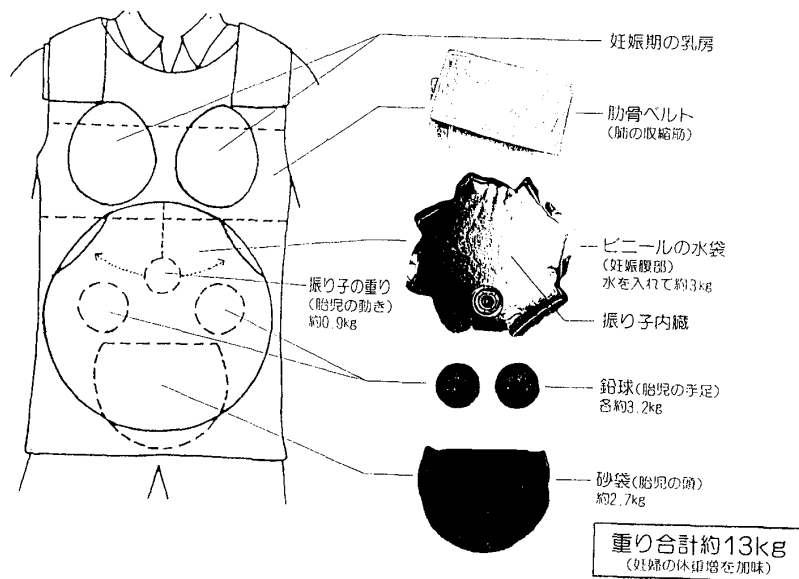 妊娠期の乳房
肋骨ベルト
(肺の収縮筋)
ビニールの水袋
(妊娠腹部)
水を入れて約3kg
振り子の重り
(胎児の動き)
約0.9kg
振り子内臓
鉛球(胎児の手足)
各約3.2kg
砂袋(胎児の頭)
約2.7kg
重り合計約13kg
(妊婦の体重増を加味)